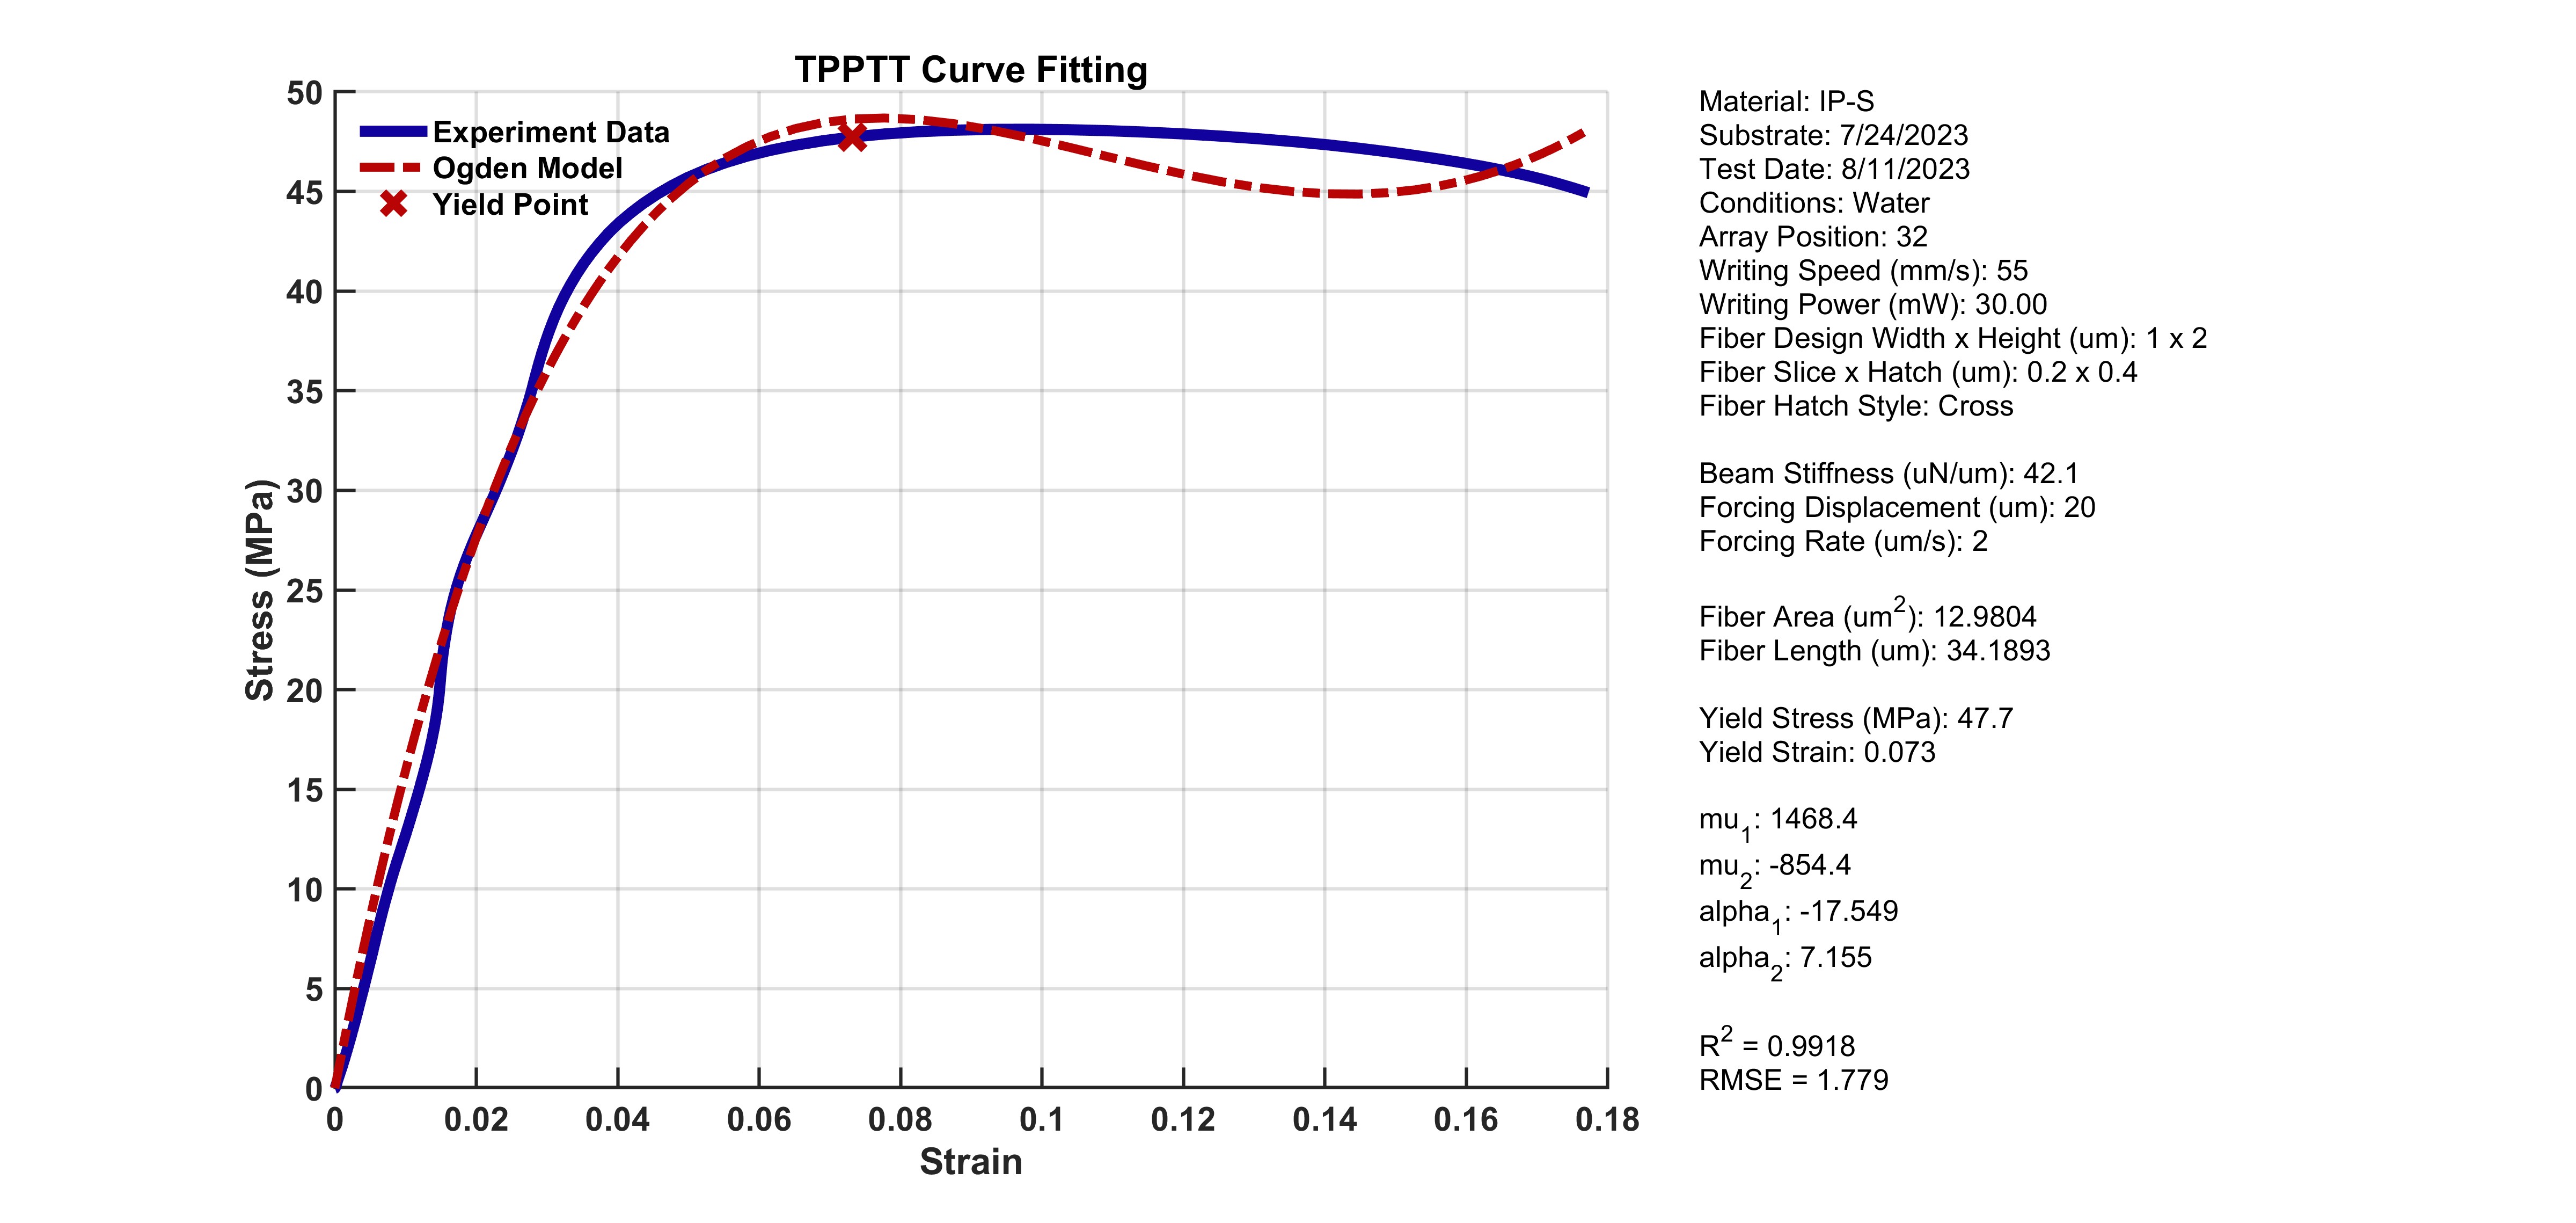 TPPTT Curve Fitting
50
45
40
35
30
25
20
15
10
5
0
Stress (MPa)
Experiment Data
Ogden Model
Yield Point
0 0.02 0.04 0.06 0.08 0.1 0.12 0.14 0.16 0.18
Strain
Material: IP-S
Substrate: 7/24/2023
Test Date: 8/11/2023
Conditions: Water
Array Position: 32
Writing Speed (mm/s): 55
Writing Power (mW): 30.00
Fiber Design Width x Height (um): 1 x 2
Fiber Slice x Hatch (um): 0.2 x 0.4
Fiber Hatch Style: Cross
Beam Stiffness (uN/um): 42.1
Forcing Displacement (um): 20
Forcing Rate (um/s): 2
Fiber Area (um²): 12.9804
Fiber Length (um): 34.1893
Yield Stress (MPa): 47.7
Yield Strain: 0.073
mu₁: 1468.4
mu₂: -854.4
alpha₁: -17.549
alpha₂: 7.155
R² = 0.9918
RMSE = 1.779